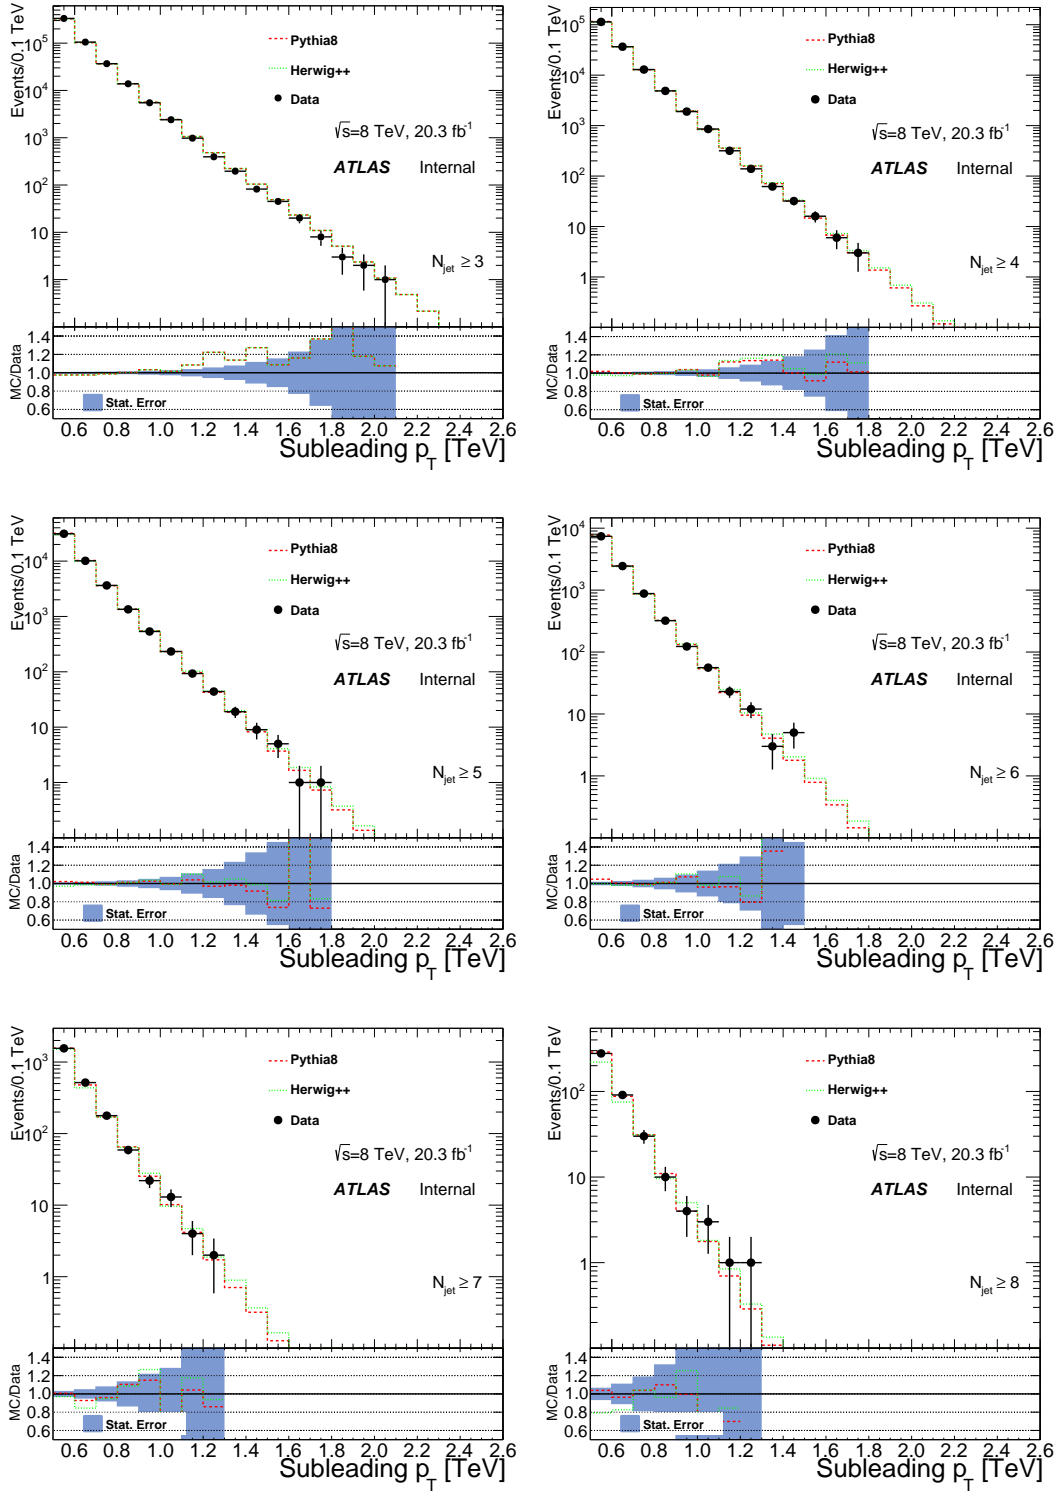 Events/0.1 TeV
10^5
10^4
10^3
10^2
10
1
Pythia8
Herwig++
Data
√s=8 TeV, 20.3 fb^-1
ATLAS Internal
N_jet ≥ 3
MC/Data
1.4
1.2
1.0
0.8
0.6
Stat. Error
0.6 0.8 1.0 1.2 1.4 1.6 1.8 2.0 2.2 2.4 2.6
Subleading p_T [TeV]
Events/0.1 TeV
10^5
10^4
10^3
10^2
10
1
Pythia8
Herwig++
Data
√s=8 TeV, 20.3 fb^-1
ATLAS Internal
N_jet ≥ 4
MC/Data
1.4
1.2
1.0
0.8
0.6
Stat. Error
0.6 0.8 1.0 1.2 1.4 1.6 1.8 2.0 2.2 2.4 2.6
Subleading p_T [TeV]
Events/0.1 TeV
10^4
10^3
10^2
10
1
Pythia8
Herwig++
Data
√s=8 TeV, 20.3 fb^-1
ATLAS Internal
N_jet ≥ 5
MC/Data
1.4
1.2
1.0
0.8
0.6
Stat. Error
0.6 0.8 1.0 1.2 1.4 1.6 1.8 2.0 2.2 2.4 2.6
Subleading p_T [TeV]
Events/0.1 TeV
10^4
10^3
10^2
10
1
Pythia8
Herwig++
Data
√s=8 TeV, 20.3 fb^-1
ATLAS Internal
N_jet ≥ 6
MC/Data
1.4
1.2
1.0
0.8
0.6
Stat. Error
0.6 0.8 1.0 1.2 1.4 1.6 1.8 2.0 2.2 2.4 2.6
Subleading p_T [TeV]
Events/0.1 TeV
10^3
10^2
10
1
Pythia8
Herwig++
Data
√s=8 TeV, 20.3 fb^-1
ATLAS Internal
N_jet ≥ 7
MC/Data
1.4
1.2
1.0
0.8
0.6
Stat. Error
0.6 0.8 1.0 1.2 1.4 1.6 1.8 2.0 2.2 2.4 2.6
Subleading p_T [TeV]
Events/0.1 TeV
10^2
10
1
Pythia8
Herwig++
Data
√s=8 TeV, 20.3 fb^-1
ATLAS Internal
N_jet ≥ 8
MC/Data
1.4
1.2
1.0
0.8
0.6
Stat. Error
0.6 0.8 1.0 1.2 1.4 1.6 1.8 2.0 2.2 2.4 2.6
Subleading p_T [TeV]